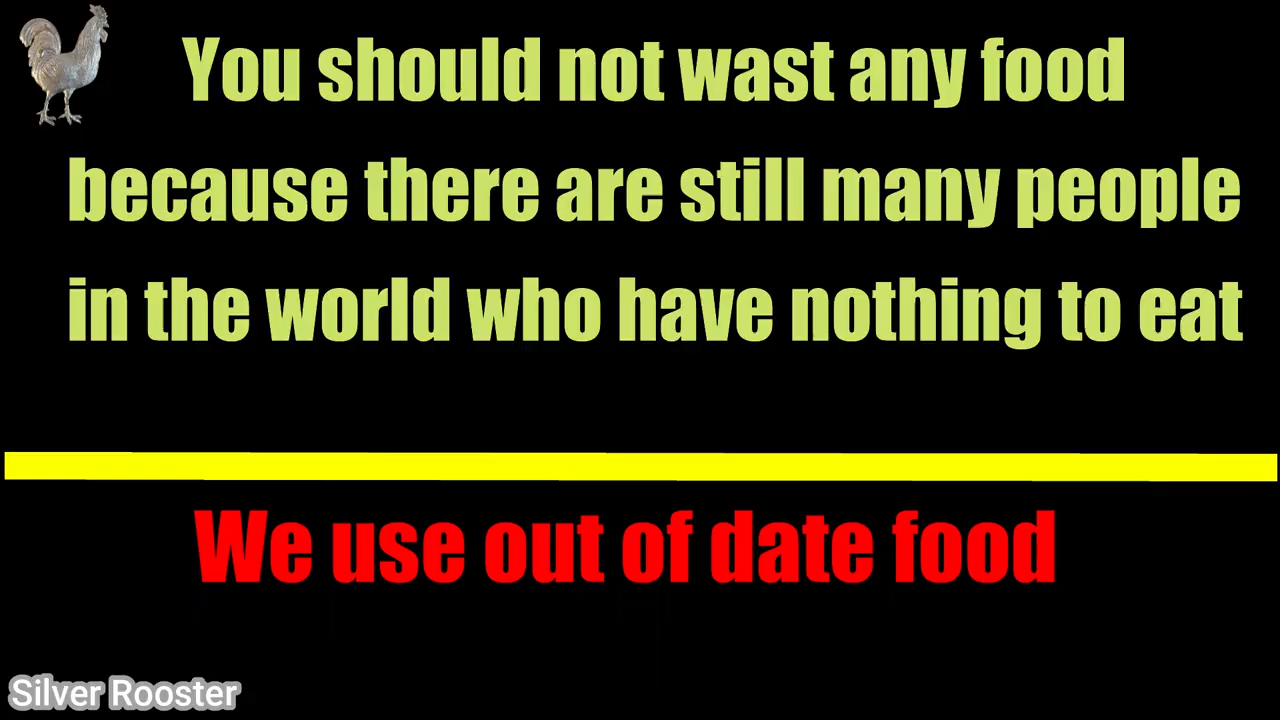 You should not wast any food
because there are still many people
in the world who have nothing to eat
We use out of date food
Silver Rooster